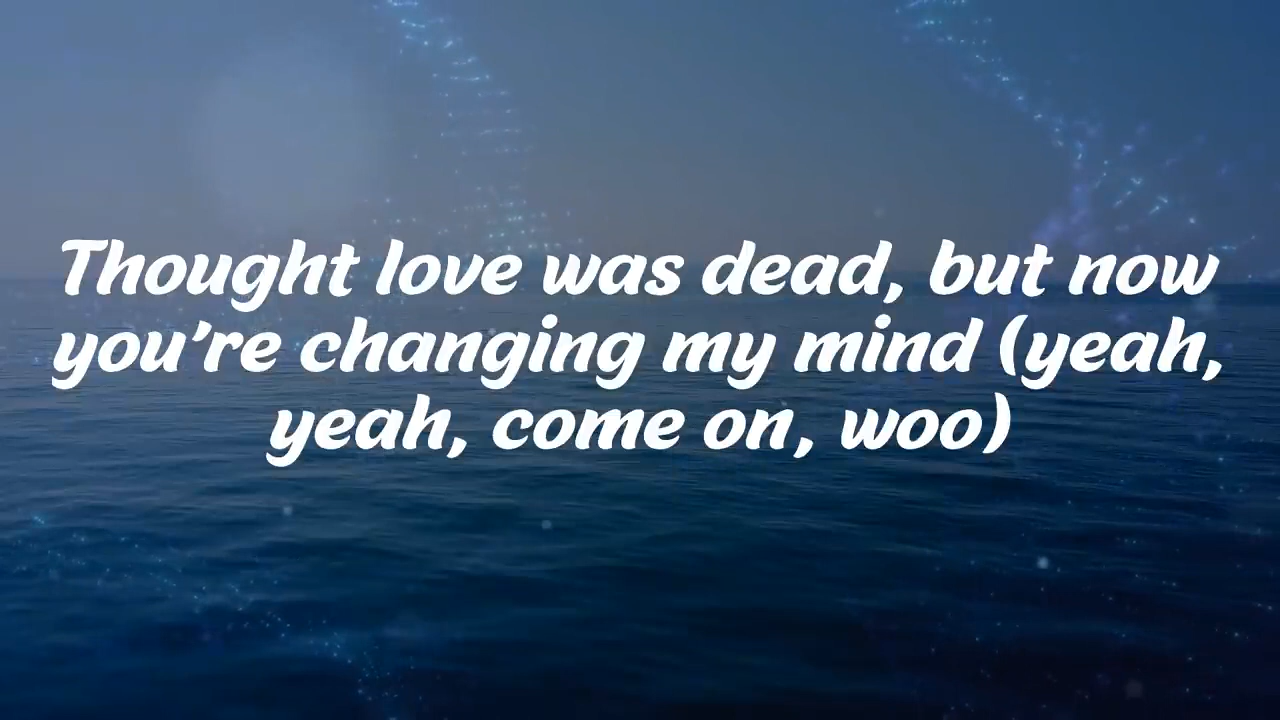 Thought love was dead, but now
you're changing my mind (yeah,
yeah, come on, woo)